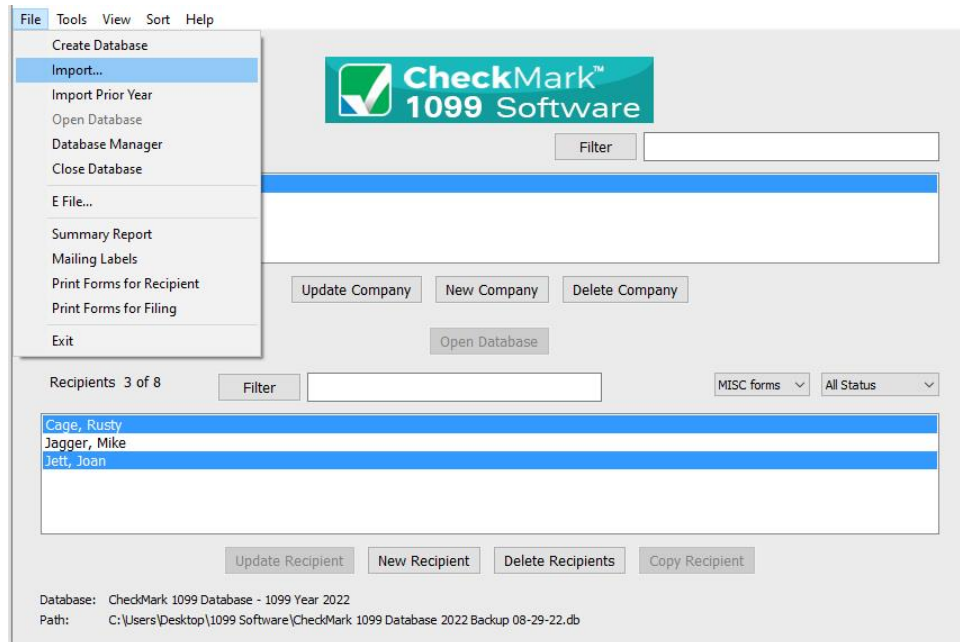 File Tools View Sort Help
Create Database
Import...
Import Prior Year
Open Database
Database Manager
Close Database
E File...
Summary Report
Mailing Labels
Print Forms for Recipient
Print Forms for Filing
Exit
CheckMark™
1099 Software
Filter
Update Company New Company Delete Company
Open Database
Recipients 3 of 8 Filter MISC forms All Status
Cage, Rusty
Jagger, Mike
Jett, Joan
Update Recipient New Recipient Delete Recipients Copy Recipient
Database: CheckMark 1099 Database - 1099 Year 2022
Path: C:\Users\Desktop\1099 Software\CheckMark 1099 Database 2022 Backup 08-29-22.db